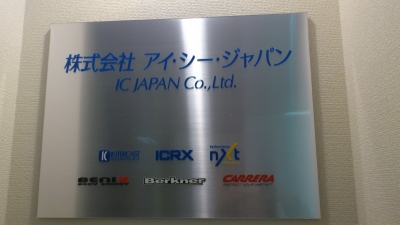 株式会社 アイ・シー・ジャパン
IC JAPAN Co.,Ltd.
ICRX nxt
Berkner CARRERA